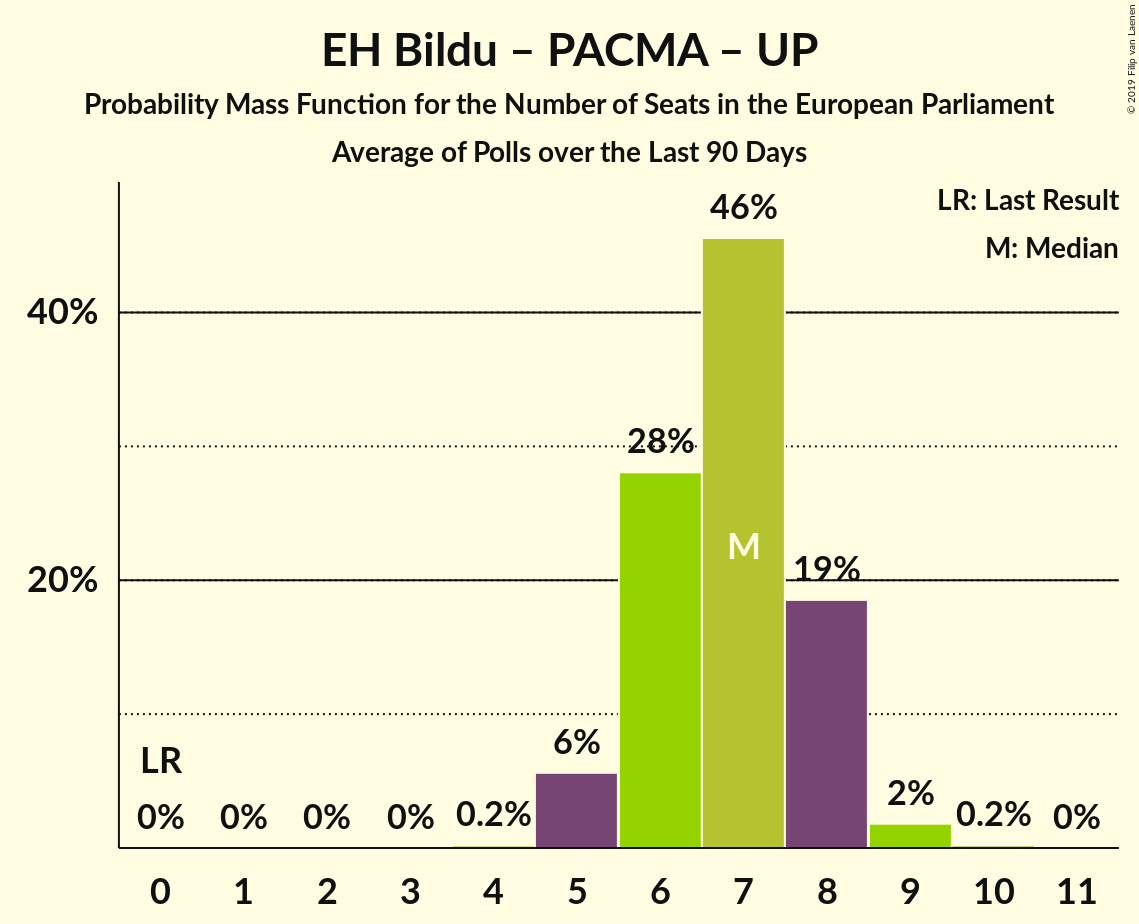 EH Bildu – PACMA – UP
Probability Mass Function for the Number of Seats in the European Parliament
Average of Polls over the Last 90 Days
© 2019 Filip van Laenen
LR: Last Result
M: Median
46%
40%
28%
M
19%
20%
6%
LR
2%
0% 0% 0% 0% 0.2% 0.2% 0%
0 1 2 3 4 5 6 7 8 9 10 11